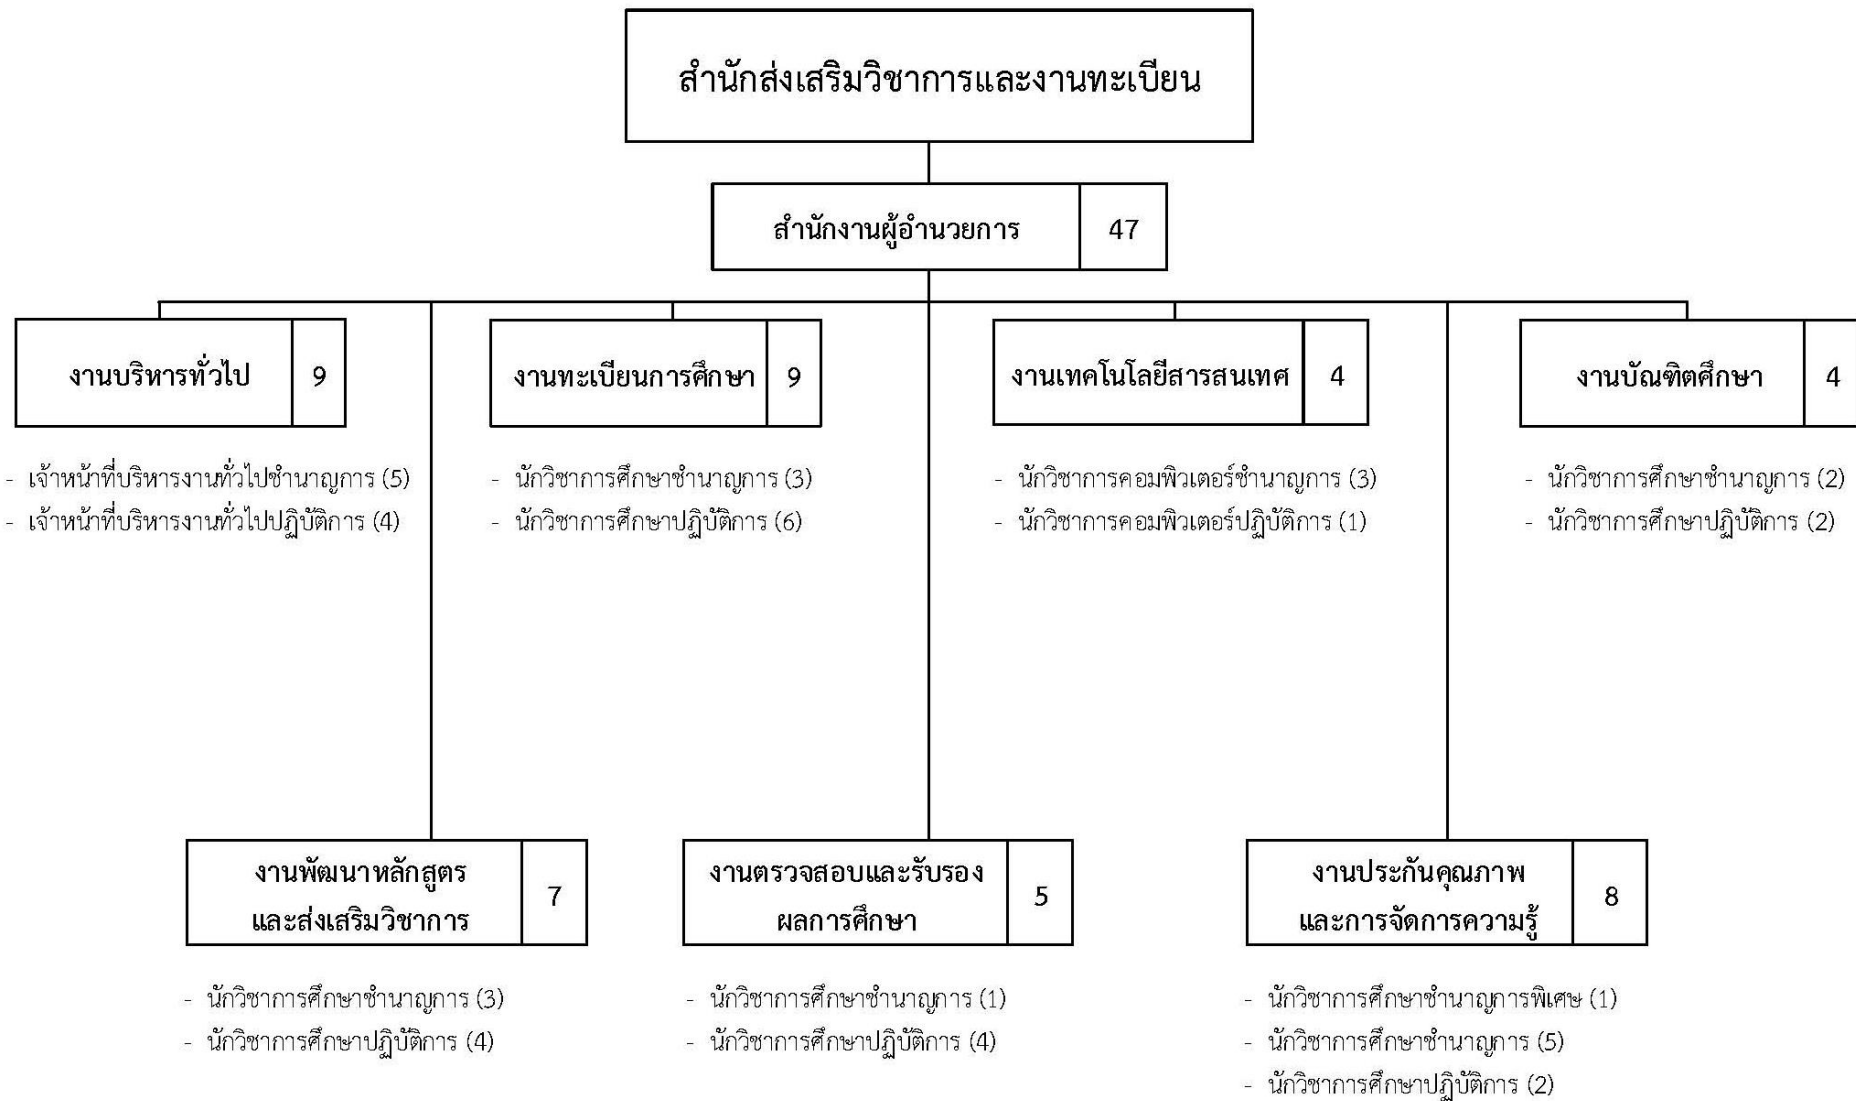 สำนักส่งเสริมวิชาการและงานทะเบียน
สำนักงานผู้อำนวยการ 47
งานบริหารทั่วไป 9
- เจ้าหน้าที่บริหารงานทั่วไปชำนาญการ (5)
- เจ้าหน้าที่บริหารงานทั่วไปปฏิบัติการ (4)
งานทะเบียนการศึกษา 9
- นักวิชาการศึกษาชำนาญการ (3)
- นักวิชาการศึกษาปฏิบัติการ (6)
งานเทคโนโลยีสารสนเทศ 4
- นักวิชาการคอมพิวเตอร์ชำนาญการ (3)
- นักวิชาการคอมพิวเตอร์ปฏิบัติการ (1)
งานบัณฑิตศึกษา 4
- นักวิชาการศึกษาชำนาญการ (2)
- นักวิชาการศึกษาปฏิบัติการ (2)
งานพัฒนาหลักสูตร
และส่งเสริมวิชาการ 7
- นักวิชาการศึกษาชำนาญการ (3)
- นักวิชาการศึกษาปฏิบัติการ (4)
งานตรวจสอบและรับรอง
ผลการศึกษา 5
- นักวิชาการศึกษาชำนาญการ (1)
- นักวิชาการศึกษาปฏิบัติการ (4)
งานประกันคุณภาพ
และการจัดการความรู้ 8
- นักวิชาการศึกษาชำนาญการพิเศษ (1)
- นักวิชาการศึกษาชำนาญการ (5)
- นักวิชาการศึกษาปฏิบัติการ (2)